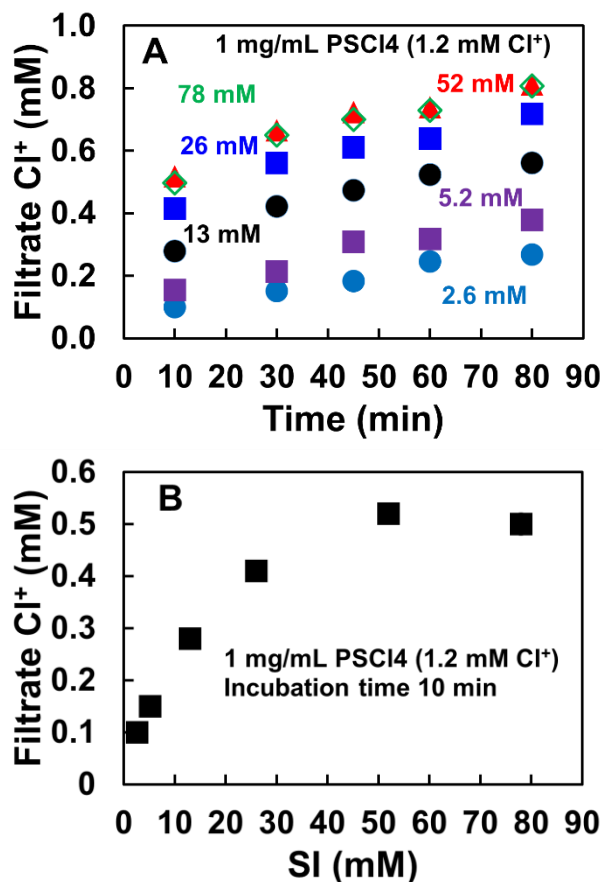 A
1 mg/mL PSCl4 (1.2 mM Cl⁺)
78 mM
52 mM
26 mM
5.2 mM
13 mM
2.6 mM
Filtrate Cl⁺ (mM)
1.0
0.8
0.6
0.4
0.2
0.0
0 10 20 30 40 50 60 70 80 90
Time (min)
B
1 mg/mL PSCl4 (1.2 mM Cl⁺)
Incubation time 10 min
Filtrate Cl⁺ (mM)
0.6
0.5
0.4
0.3
0.2
0.1
0
0 10 20 30 40 50 60 70 80 90
SI (mM)